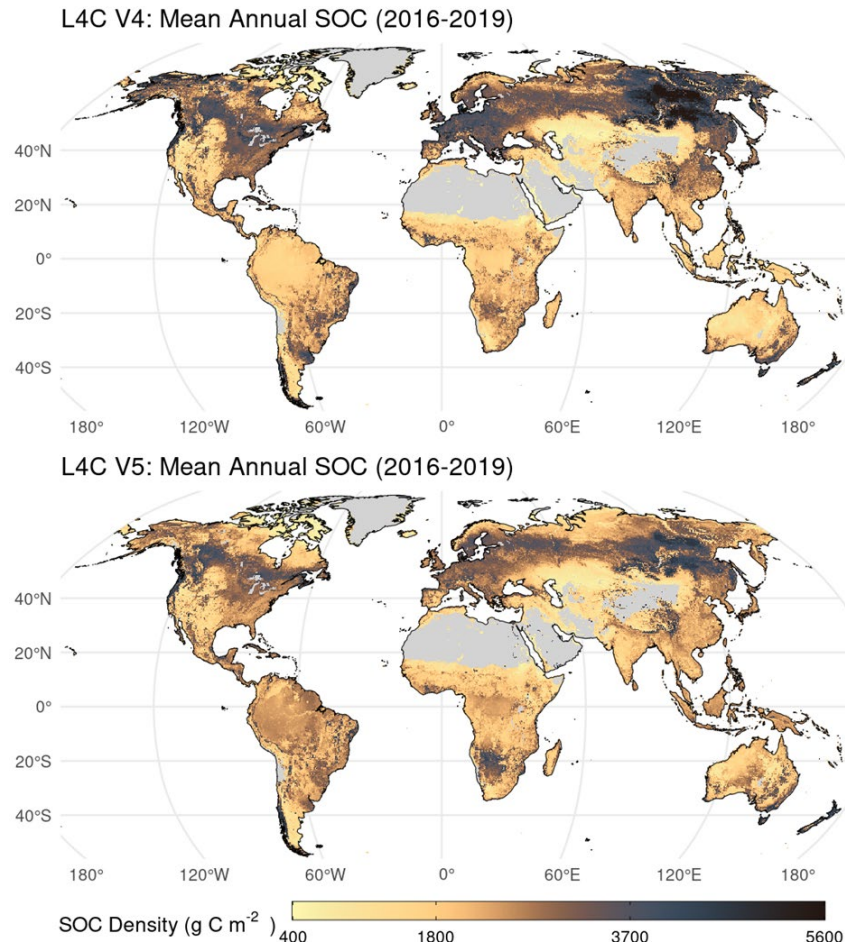 L4C V4: Mean Annual SOC (2016-2019)
40°N
20°N
0°
20°S
40°S
180° 120°W 60°W 0° 60°E 120°E 180°
L4C V5: Mean Annual SOC (2016-2019)
40°N
20°N
0°
20°S
40°S
180° 120°W 60°W 0° 60°E 120°E 180°
SOC Density (g C m⁻² )
400 1800 3700 5600